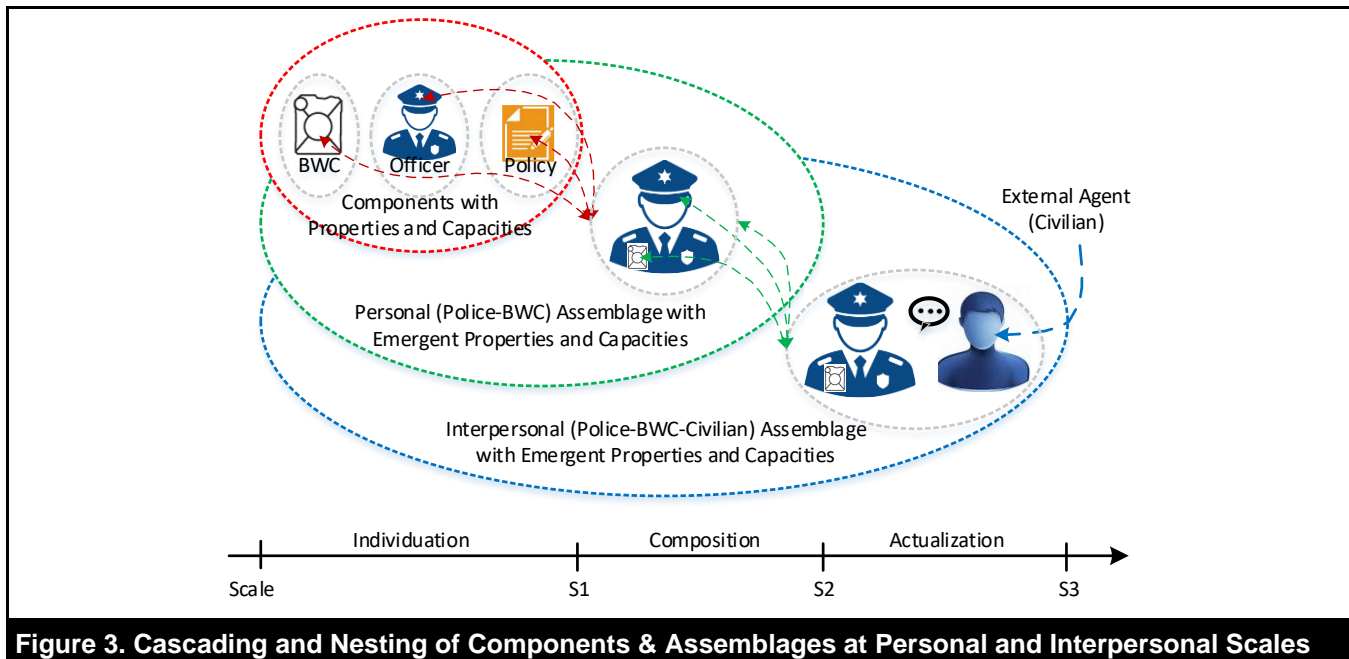 BWC
Officer
Policy
Components with
Properties and Capacities
External Agent
(Civilian)
Personal (Police-BWC) Assemblage with
Emergent Properties and Capacities
Interpersonal (Police-BWC-Civilian) Assemblage
with Emergent Properties and Capacities
Individuation
Composition
Actualization
Scale
S1
S2
S3
Figure 3. Cascading and Nesting of Components & Assemblages at Personal and Interpersonal Scales